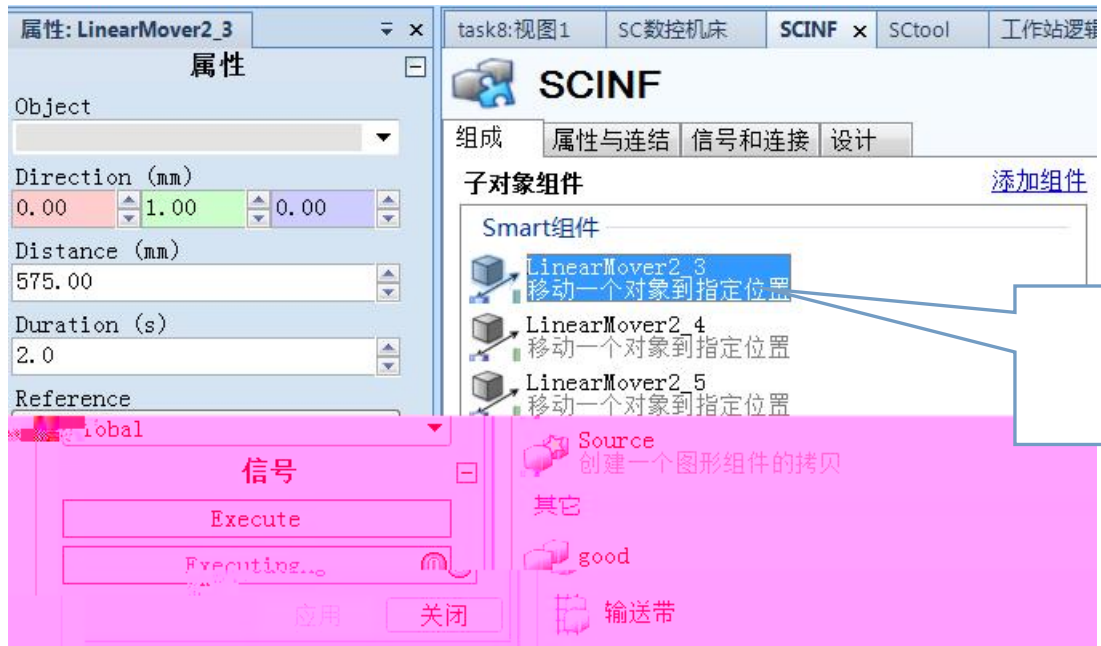 属性: LinearMover2_3
属性
Object
Direction (mm)
0.00 1.00 0.00
Distance (mm)
575.00
Duration (s)
2.0
Reference
信号
Execute
应用 关闭
task8:视图1 SC数控机床 SCINF SCtool 工作站逻辑
SCINF
组成 属性与连结 信号和连接 设计
子对象组件 添加组件
Smart组件
LinearMover2_3
移动一个对象到指定位置
LinearMover2_4
移动一个对象到指定位置
LinearMover2_5
移动一个对象到指定位置
Source
创建一个图形组件的拷贝
其它
good
输送带